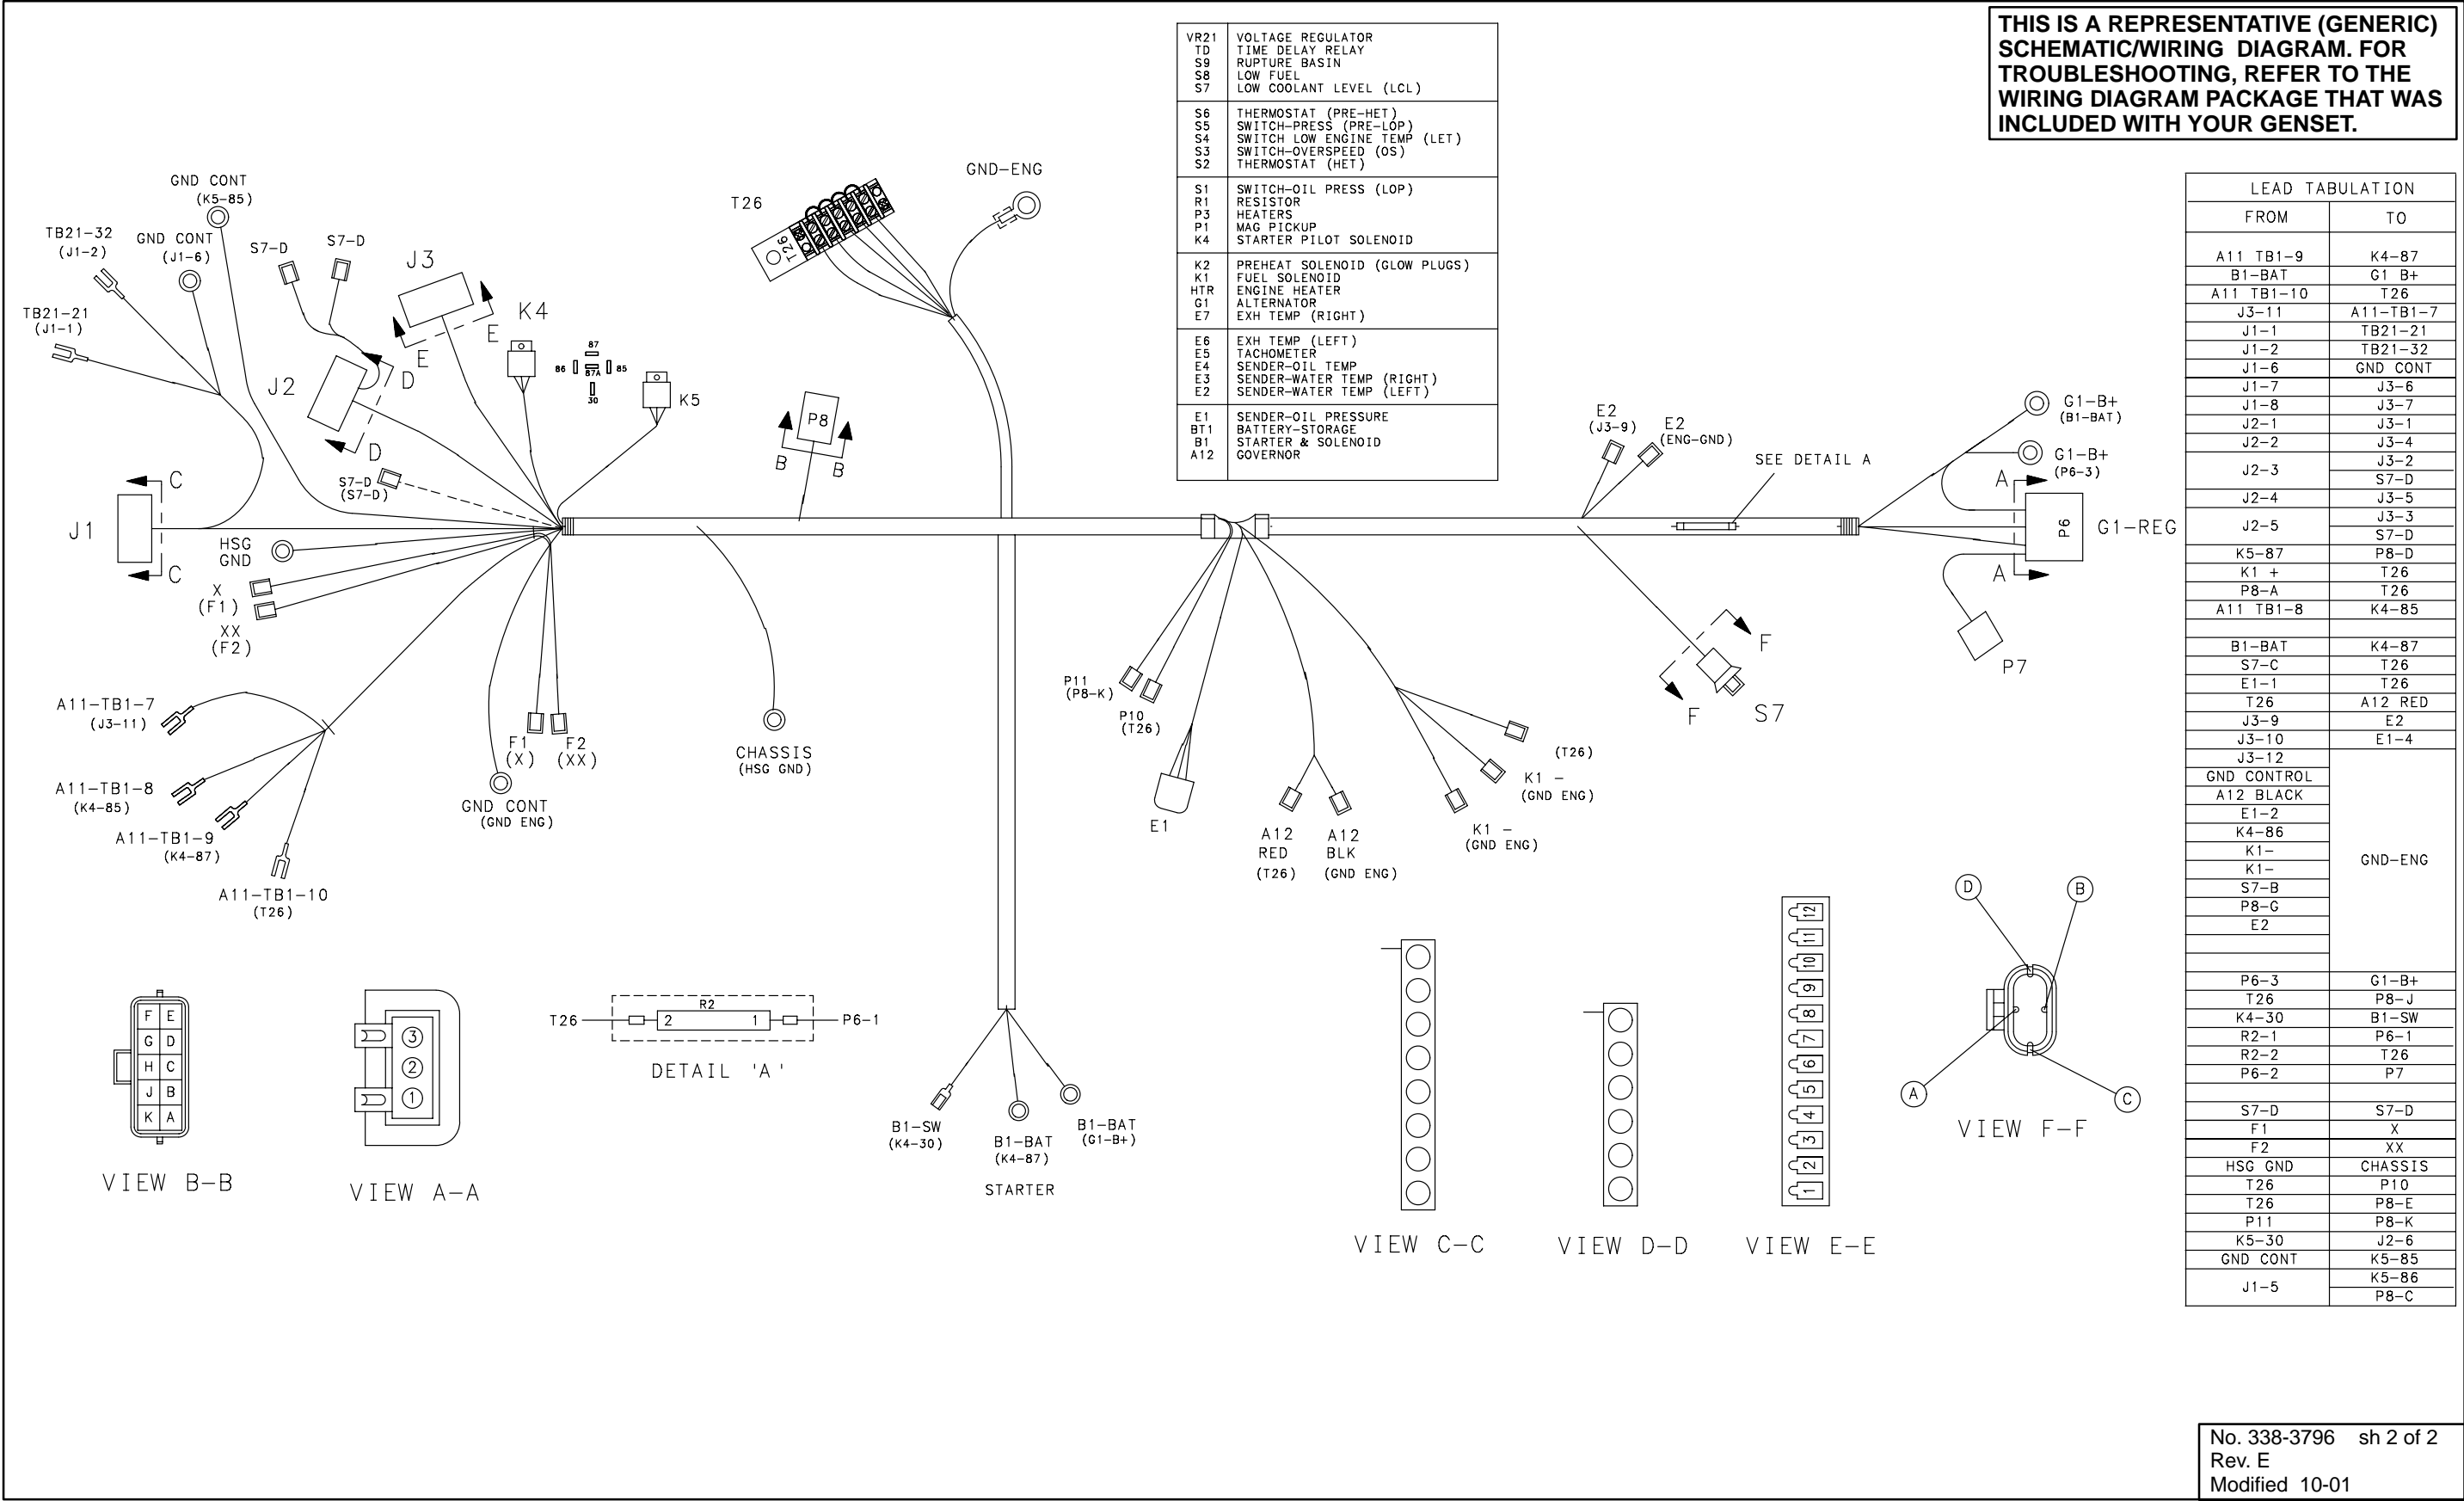 THIS IS A REPRESENTATIVE (GENERIC)
SCHEMATIC/WIRING DIAGRAM. FOR
TROUBLESHOOTING, REFER TO THE
WIRING DIAGRAM PACKAGE THAT WAS
INCLUDED WITH YOUR GENSET.
VR21 VOLTAGE REGULATOR
TD TIME DELAY RELAY
S9 RUPTURE BASIN
S8 LOW FUEL
S7 LOW COOLANT LEVEL (LCL)
S6 THERMOSTAT (PRE-HET)
S5 SWITCH-PRESS (PRE-LOP)
S4 SWITCH LOW ENGINE TEMP (LET)
S3 SWITCH-OVERSPEED (OS)
S2 THERMOSTAT (HET)
S1 SWITCH-OIL PRESS (LOP)
R1 RESISTOR
P3 HEATERS
P1 MAG PICKUP
K4 STARTER PILOT SOLENOID
K2 PREHEAT SOLENOID (GLOW PLUGS)
K1 FUEL SOLENOID
HTR ENGINE HEATER
G1 ALTERNATOR
E7 EXH TEMP (RIGHT)
E6 EXH TEMP (LEFT)
E5 TACHOMETER
E4 SENDER-OIL TEMP
E3 SENDER-WATER TEMP (RIGHT)
E2 SENDER-WATER TEMP (LEFT)
E1 SENDER-OIL PRESSURE
BT1 BATTERY-STORAGE
B1 STARTER & SOLENOID
A12 GOVERNOR
GND CONT
(K5-85)
TB21-32
(J1-2)
GND CONT
(J1-6)
S7-D
S7-D
J3
TB21-21
(J1-1)
E
E
K4
87
86
87A
85
30
K5
J2
D
D
T26
T26
GND-ENG
P8
B
B
S7-D
(S7-D)
C
C
J1
HSG
GND
X
(F1)
XX
(F2)
A11-TB1-7
(J3-11)
A11-TB1-8
(K4-85)
A11-TB1-9
(K4-87)
A11-TB1-10
(T26)
F1
(X)
F2
(XX)
GND CONT
(GND ENG)
CHASSIS
(HSG GND)
E2
(J3-9)
E2
(ENG-GND)
SEE DETAIL A
G1-B+
(B1-BAT)
G1-B+
(P6-3)
A
A
P6
G1-REG
P7
F
F
S7
P11
(P8-K)
P10
(T26)
E1
A12
RED
(T26)
A12
BLK
(GND ENG)
(T26)
K1 -
(GND ENG)
K1 -
(GND ENG)
F E
G D
H C
J B
K A
VIEW B-B
3
2
1
VIEW A-A
T26
R2
2 1
P6-1
DETAIL 'A'
B1-SW
(K4-30)
B1-BAT
(K4-87)
B1-BAT
(G1-B+)
STARTER
VIEW C-C
VIEW D-D
12
11
10
9
8
7
6
5
4
3
2
1
VIEW E-E
D
B
A
C
VIEW F-F
LEAD TABULATION
FROM TO
A11 TB1-9 K4-87
B1-BAT G1 B+
A11 TB1-10 T26
J3-11 A11-TB1-7
J1-1 TB21-21
J1-2 TB21-32
J1-6 GND CONT
J1-7 J3-6
J1-8 J3-7
J2-1 J3-1
J2-2 J3-4
J2-3 J3-2
S7-D
J2-4 J3-5
J2-5 J3-3
S7-D
K5-87 P8-D
K1 + T26
P8-A T26
A11 TB1-8 K4-85
B1-BAT K4-87
S7-C T26
E1-1 T26
T26 A12 RED
J3-9 E2
J3-10 E1-4
J3-12
GND CONTROL
A12 BLACK
E1-2
K4-86
K1-
GND-ENG
K1-
S7-B
P8-G
E2
P6-3 G1-B+
T26 P8-J
K4-30 B1-SW
R2-1 P6-1
R2-2 T26
P6-2 P7
S7-D S7-D
F1 X
F2 XX
HSG GND CHASSIS
T26 P10
T26 P8-E
P11 P8-K
K5-30 J2-6
GND CONT K5-85
J1-5 K5-86
P8-C
No. 338-3796 sh 2 of 2
Rev. E
Modified 10-01